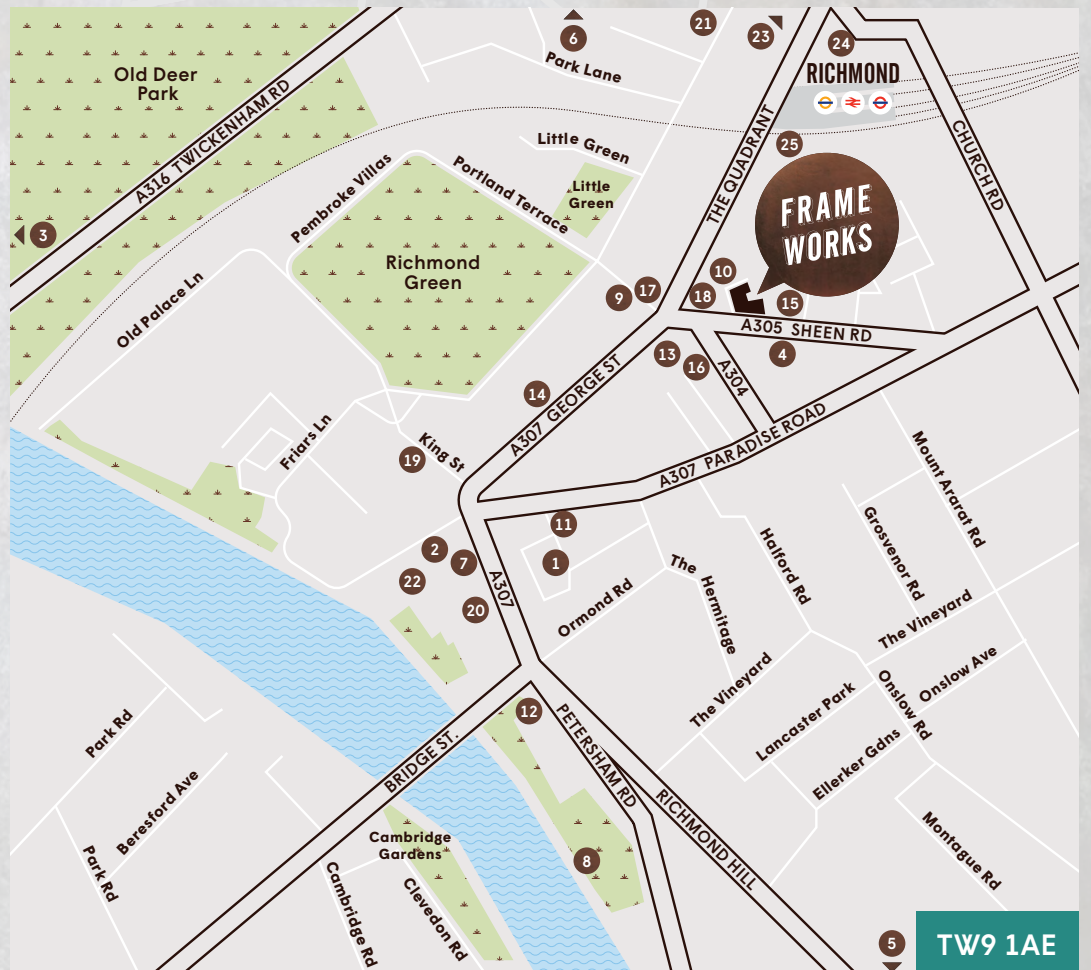 21
23
24
6
Park Lane
RICHMOND
Old Deer
Park
A316 TWICKENHAM RD
THE QUADRANT
CHURCH RD
25
Little Green
Little
Green
Pembroke Villas
Portland Terrace
FRAME
WORKS
3
Richmond
Green
10
9
17
18
15
Old Palace Ln
A305 SHEEN RD
13
16
4
A304
14
A307 GEORGE ST
A307 PARADISE ROAD
Friars Ln
King St
19
Mount Ararat Rd
Grosvenor Rd
Halford Rd
11
2
7
1
22
20
A307
Ormond Rd
The
Hermitage
The Vineyard
The Vineyard
Onslow Ave
Onslow Rd
Lancaster Park
Ellerker Gdns
12
PETERSHAM RD
BRIDGE ST.
Park Rd
Beresford Ave
RICHMOND HILL
Montague Rd
Cambridge
Gardens
8
Park Rd
Cambridge Rd
Clevedon Rd
5
TW9 1AE